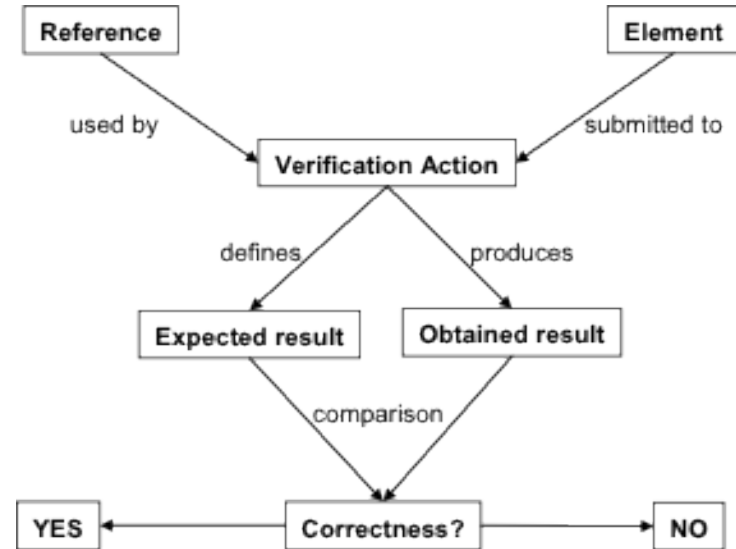 Reference
Element
used by
submitted to
Verification Action
defines
produces
Expected result
Obtained result
comparison
YES
Correctness?
NO